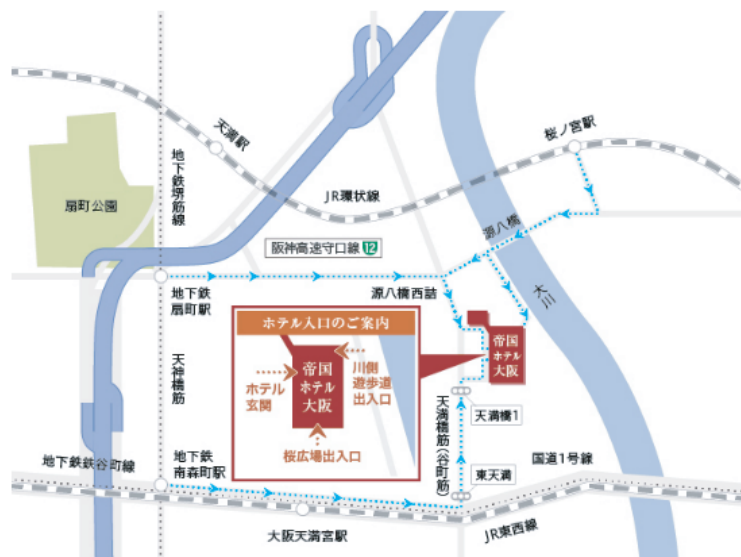 天満駅
桜ノ宮駅
地下鉄堺筋線
扇町公園
JR環状線
源八橋
阪神高速守口線 12
大川
地下鉄
扇町駅
源八橋西詰
ホテル入口のご案内
帝国
ホテル
大阪
川側
遊歩道
出入口
ホテル
玄関
桜広場出入口
帝国
ホテル
大阪
天神橋筋
天満橋1
天満橋筋(谷町筋)
地下鉄鉄谷町線
地下鉄
南森町駅
東天満
国道1号線
大阪天満宮駅
JR東西線